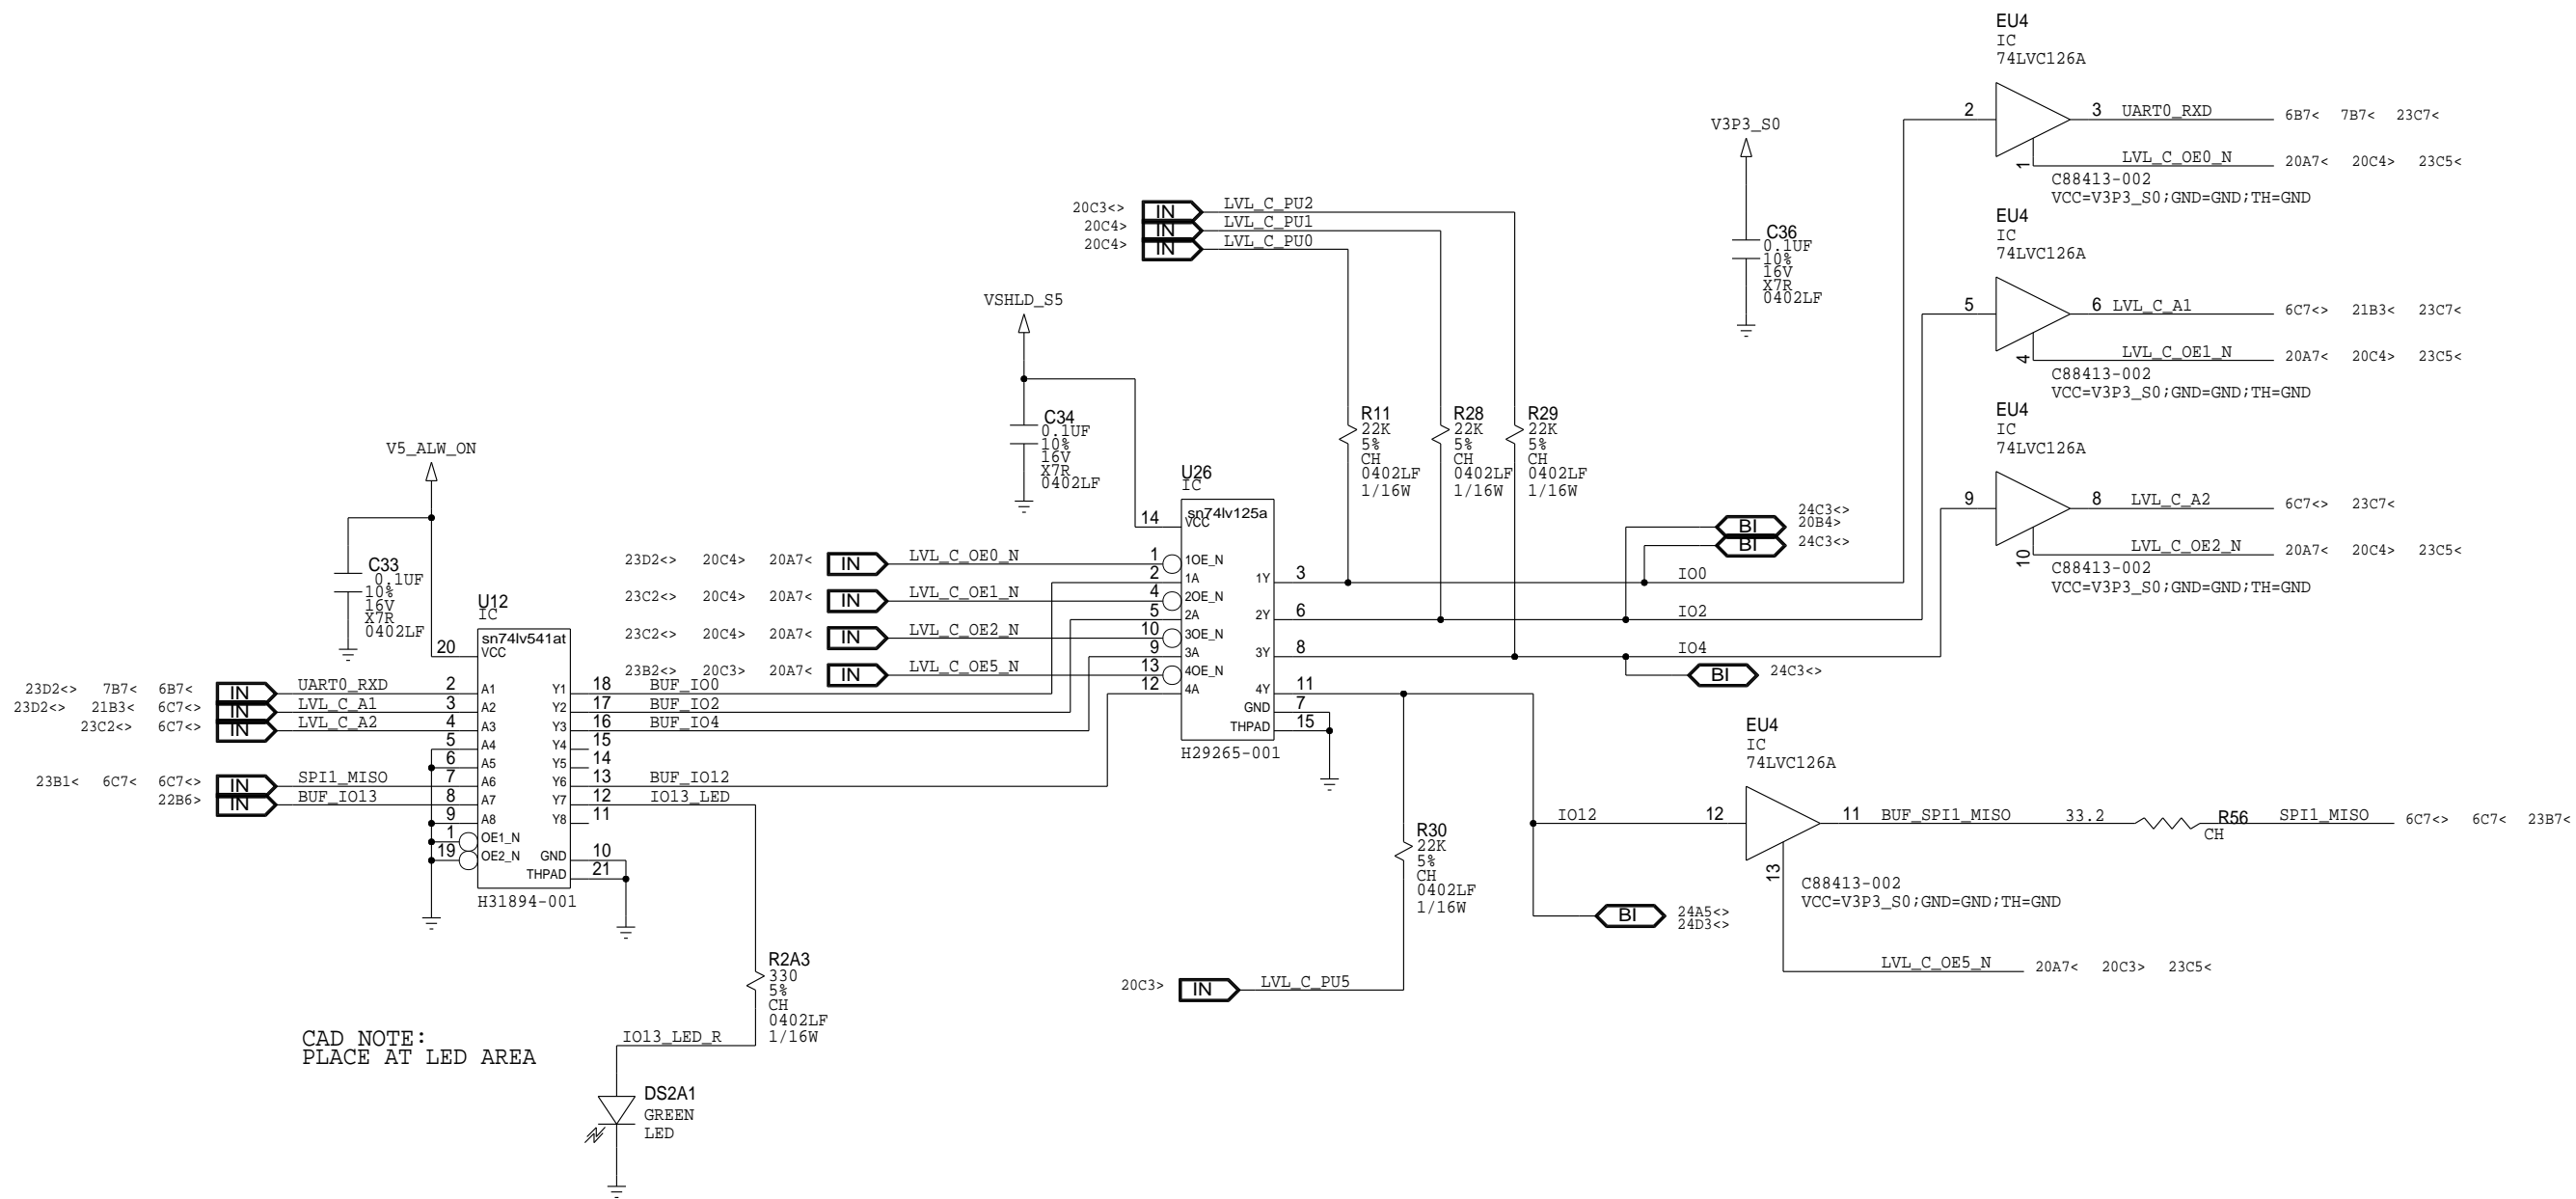 EU4
IC
74LVC126A
2
3
UART0_RXD
6B7<
7B7<
23C7<
1
LVL_C_OE0_N
20A7<
20C4>
23C5<
C88413-002
VCC=V3P3_S0;GND=GND;TH=GND
V3P3_S0
C36
0.1UF
10%
16V
X7R
0402LF
EU4
IC
74LVC126A
5
6
LVL_C_A1
6C7<>
21B3<
23C7<
4
LVL_C_OE1_N
20A7<
20C4>
23C5<
C88413-002
VCC=V3P3_S0;GND=GND;TH=GND
EU4
IC
74LVC126A
9
8
LVL_C_A2
6C7<>
23C7<
10
LVL_C_OE2_N
20A7<
20C4>
23C5<
C88413-002
VCC=V3P3_S0;GND=GND;TH=GND
20C3<>
IN
LVL_C_PU2
20C4>
IN
LVL_C_PU1
20C4>
IN
LVL_C_PU0
VSHLD_S5
C34
0.1UF
10%
16V
X7R
0402LF
R11
22K
5%
CH
0402LF
1/16W
R28
22K
5%
CH
0402LF
1/16W
R29
22K
5%
CH
0402LF
1/16W
V5_ALW_ON
C33
0.1UF
10%
16V
X7R
0402LF
U26
IC
sn74lv125a
14
VCC
23D2<>
20C4>
20A7<
IN
LVL_C_OE0_N
1
1OE_N
2
1A
1Y
3
23C2<>
20C4>
20A7<
IN
LVL_C_OE1_N
4
2OE_N
5
2A
2Y
6
23C2<>
20C4>
20A7<
IN
LVL_C_OE2_N
10
3OE_N
9
3A
3Y
8
23B2<>
20C3>
20A7<
IN
LVL_C_OE5_N
13
4OE_N
12
4A
4Y
11
GND
7
THPAD
15
H29265-001
BI
24C3<>
20B4>
BI
24C3<>
IO0
IO2
IO4
BI
24C3<>
U12
IC
sn74lv541at
20
VCC
23D2<>
7B7<
6B7<
IN
UART0_RXD
2
A1
Y1
18
BUF_IO0
23D2<>
21B3<
6C7<>
IN
LVL_C_A1
3
A2
Y2
17
BUF_IO2
23C2<>
6C7<>
IN
LVL_C_A2
4
A3
Y3
16
BUF_IO4
5
A4
Y4
15
6
A5
Y5
14
23B1<
6C7<
6C7<>
IN
SPI1_MISO
7
A6
Y6
13
BUF_IO12
22B6>
IN
BUF_IO13
8
A7
Y7
12
IO13_LED
9
A8
Y8
11
1
OE1_N
19
OE2_N
GND
10
THPAD
21
H31894-001
EU4
IC
74LVC126A
IO12
12
11
BUF_SPI1_MISO
33.2
R56
CH
SPI1_MISO
6C7<>
6C7<
23B7<
13
C88413-002
VCC=V3P3_S0;GND=GND;TH=GND
LVL_C_OE5_N
20A7<
20C3>
23C5<
R30
22K
5%
CH
0402LF
1/16W
BI
24A5<>
24D3<>
20C3>
IN
LVL_C_PU5
R2A3
330
5%
CH
0402LF
1/16W
IO13_LED_R
CAD NOTE:
PLACE AT LED AREA
DS2A1
GREEN
LED